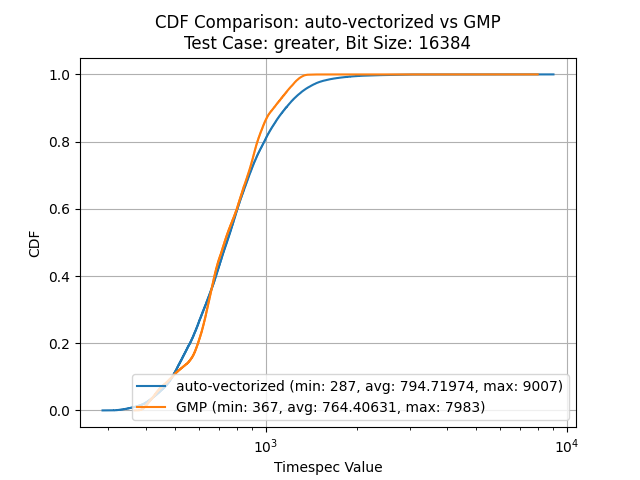 CDF Comparison: auto-vectorized vs GMP
Test Case: greater, Bit Size: 16384
1.0
0.8
0.6
0.4
0.2
0.0
CDF
auto-vectorized (min: 287, avg: 794.71974, max: 9007)
GMP (min: 367, avg: 764.40631, max: 7983)
10³
10⁴
Timespec Value